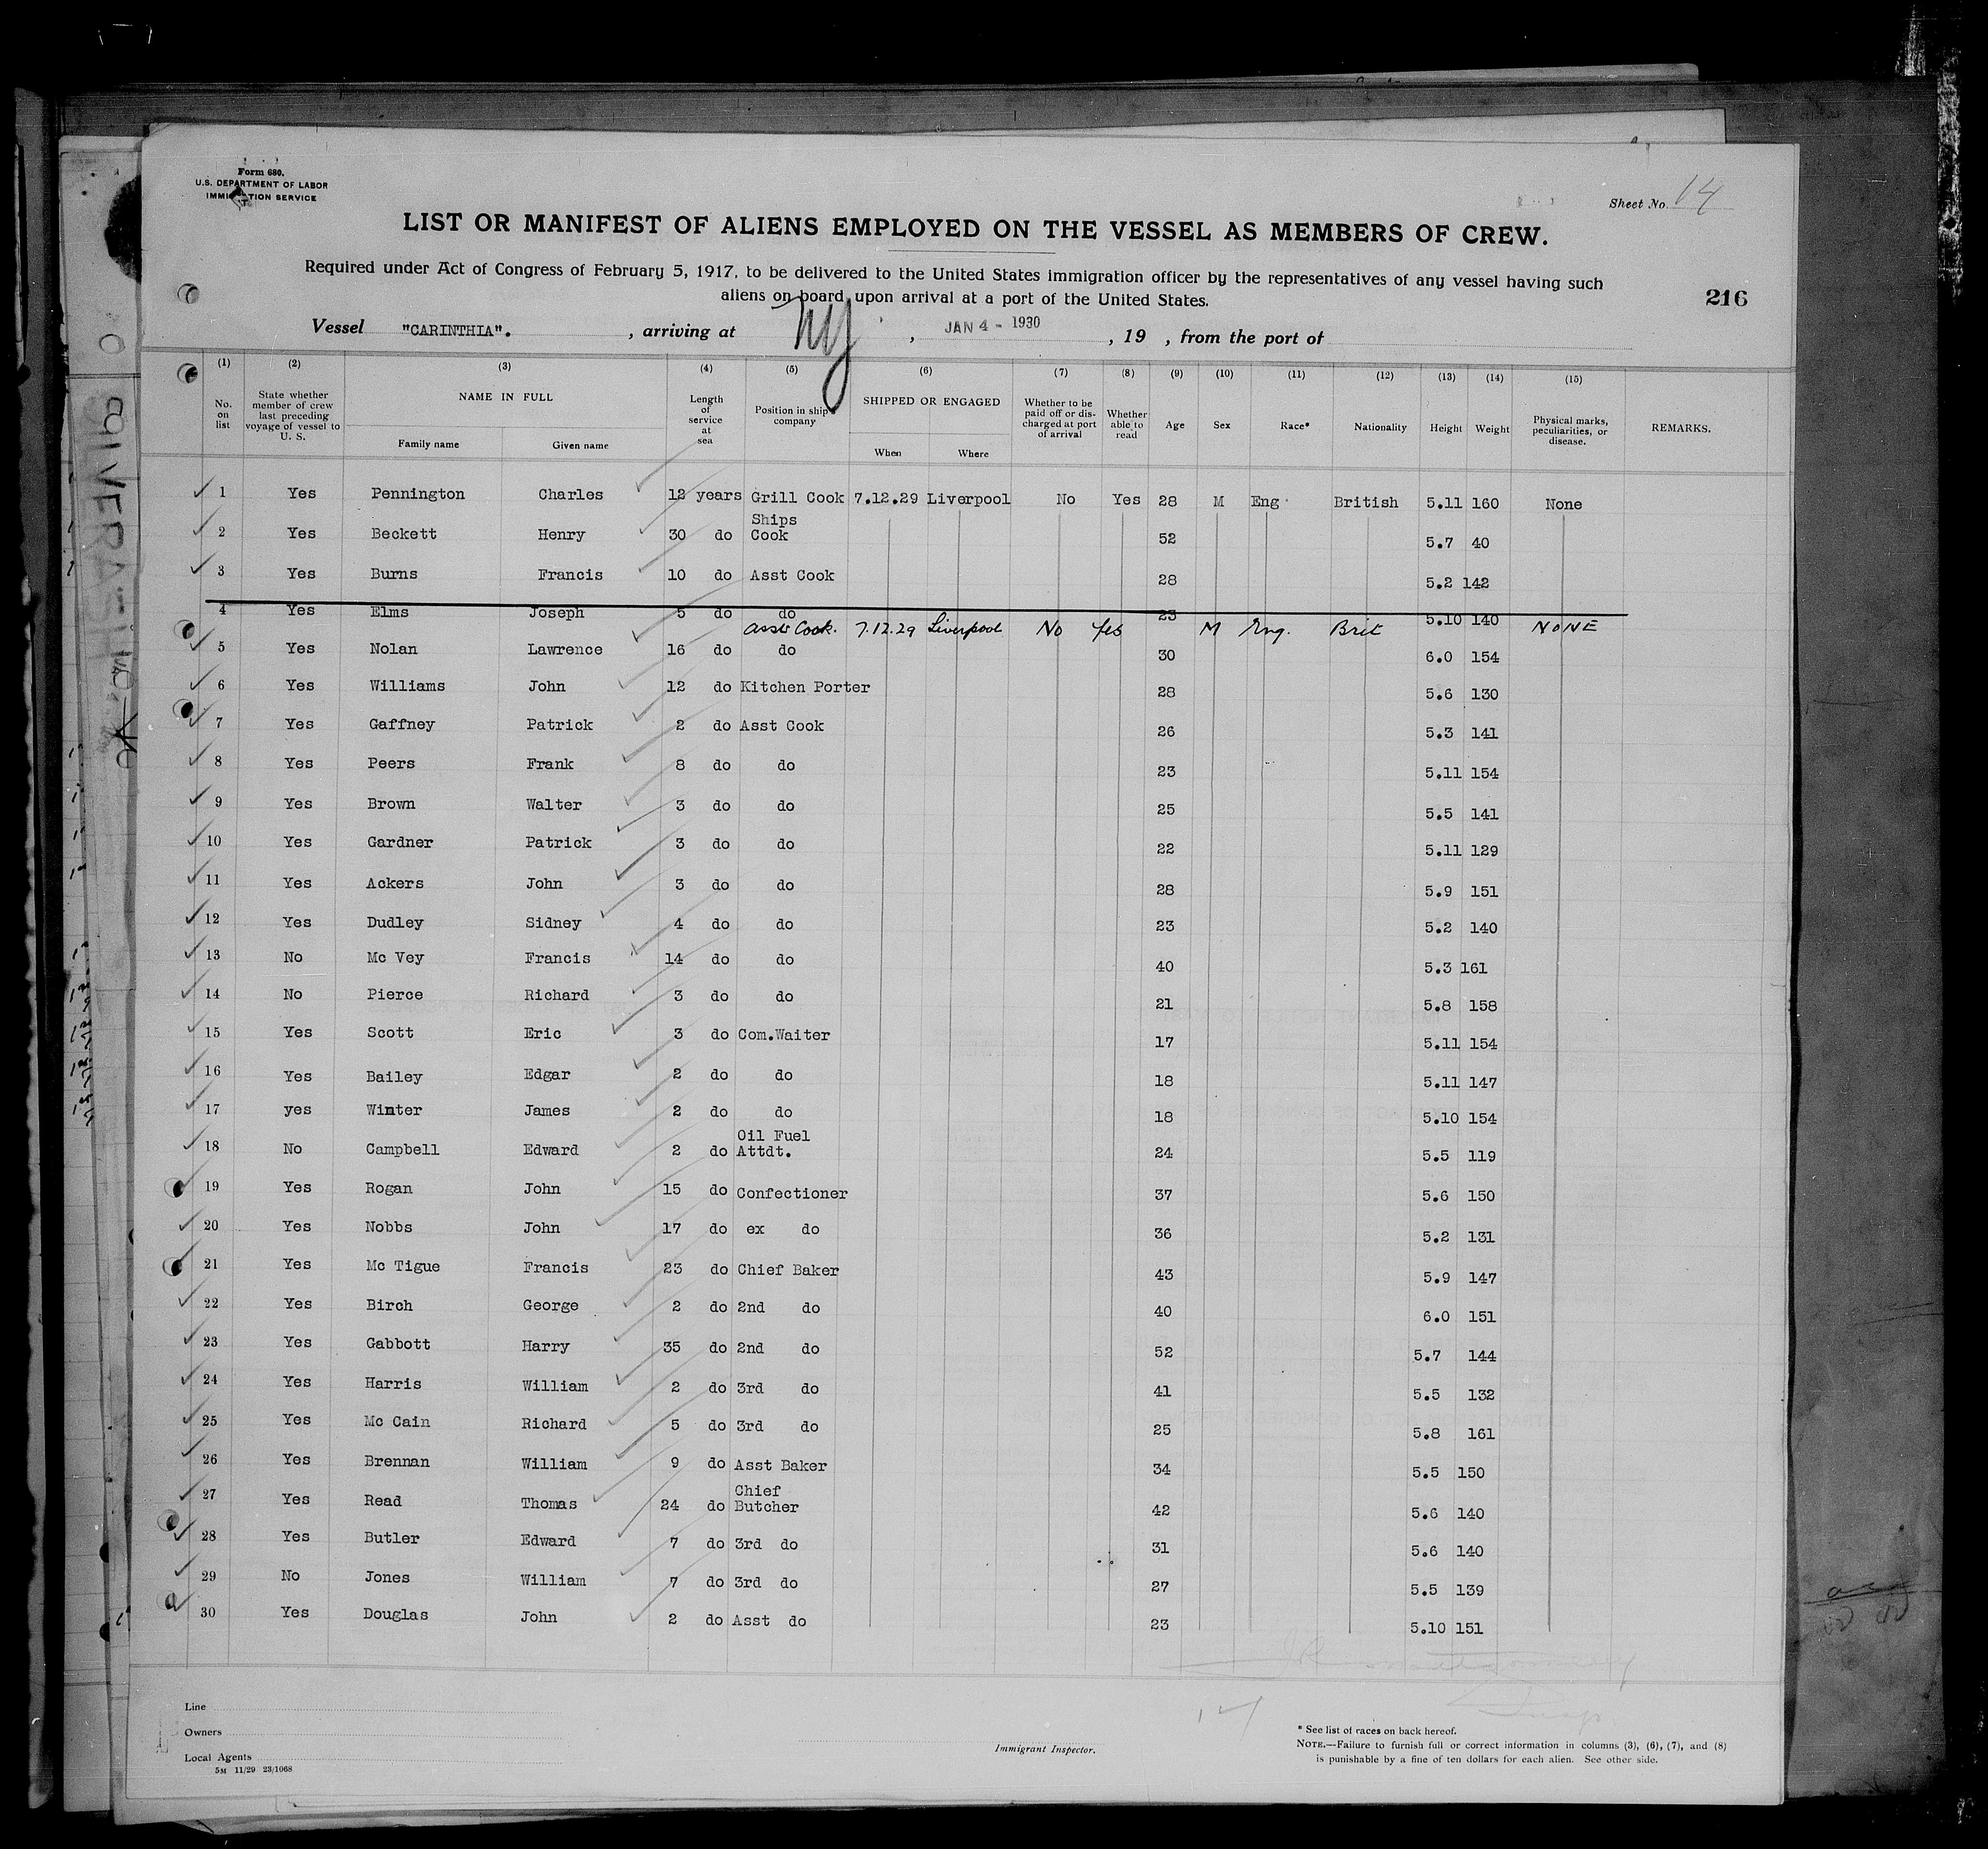 Form 680.
U.S. DEPARTMENT OF LABOR
IMMIGRATION SERVICE
Sheet No. 14
LIST OR MANIFEST OF ALIENS EMPLOYED ON THE VESSEL AS MEMBERS OF CREW.
Required under Act of Congress of February 5, 1917, to be delivered to the United States immigration officer by the representatives of any vessel having such
aliens on board upon arrival at a port of the United States.
216
Vessel "CARINTHIA". , arriving at NY , JAN 4 - 1930 , 19 , from the port of
(1) (2) (3) (4) (5) (6) (7) (8) (9) (10) (11) (12) (13) (14) (15)
No. on list State whether member of crew last preceding voyage of vessel to U. S. NAME IN FULL Family name Given name Length of service at sea Position in ship's company SHIPPED OR ENGAGED When Where Whether to be paid off or discharged at port of arrival Whether able to read Age Sex Race* Nationality Height Weight Physical marks, peculiarities, or disease. REMARKS.
1 Yes Pennington Charles 12 years Grill Cook 7.12.29 Liverpool No Yes 28 M Eng British 5.11 160 None
2 Yes Beckett Henry 30 do Ships Cook 52 5.7 40
3 Yes Burns Francis 10 do Asst Cook 28 5.2 142
4 Yes Elms Joseph 5 do do 23 5.10 140
Asst Cook. 7.12.29 Liverpool No Yes M Eng. Brit NONE
5 Yes Nolan Lawrence 16 do do 30 6.0 154
6 Yes Williams John 12 do Kitchen Porter 28 5.6 130
7 Yes Gaffney Patrick 2 do Asst Cook 26 5.3 141
8 Yes Peers Frank 8 do do 23 5.11 154
9 Yes Brown Walter 3 do do 25 5.5 141
10 Yes Gardner Patrick 3 do do 22 5.11 129
11 Yes Ackers John 3 do do 28 5.9 151
12 Yes Dudley Sidney 4 do do 23 5.2 140
13 No Mc Vey Francis 14 do do 40 5.3 161
14 No Pierce Richard 3 do do 21 5.8 158
15 Yes Scott Eric 3 do Com.Waiter 17 5.11 154
16 Yes Bailey Edgar 2 do do 18 5.11 147
17 yes Winter James 2 do do 18 5.10 154
18 No Campbell Edward 2 do Oil Fuel Attdt. 24 5.5 119
19 Yes Rogan John 15 do Confectioner 37 5.6 150
20 Yes Nobbs John 17 do ex do 36 5.2 131
21 Yes Mc Tigue Francis 23 do Chief Baker 43 5.9 147
22 Yes Birch George 2 do 2nd do 40 6.0 151
23 Yes Gabbott Harry 35 do 2nd do 52 5.7 144
24 Yes Harris William 2 do 3rd do 41 5.5 132
25 Yes Mc Cain Richard 5 do 3rd do 25 5.8 161
26 Yes Brennan William 9 do Asst Baker 34 5.5 150
27 Yes Read Thomas 24 do Chief Butcher 42 5.6 140
28 Yes Butler Edward 7 do 3rd do 31 5.6 140
29 No Jones William 7 do 3rd do 27 5.5 139
30 Yes Douglas John 2 do Asst do 23 5.10 151
Line
Owners
Local Agents
5M 11/29 23/1068
Immigrant Inspector.
* See list of races on back hereof.
NOTE.—Failure to furnish full or correct information in columns (3), (6), (7), and (8)
is punishable by a fine of ten dollars for each alien. See other side.